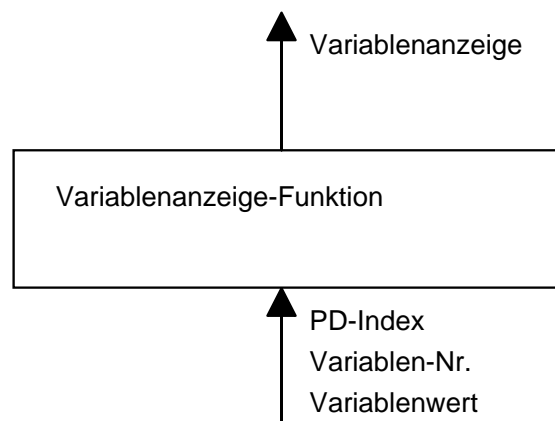 Variablenanzeige
Variablenanzeige-Funktion
PD-Index
Variablen-Nr.
Variablenwert